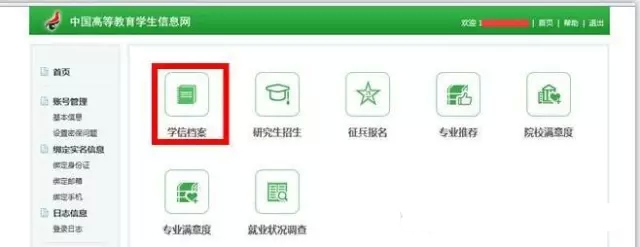 中国高等教育学生信息网
欢迎 1 | 首页 | 帮助 | 退出
首页
账号管理
基本信息
设置密保问题
绑定实名信息
绑定身份证
绑定邮箱
绑定手机
日志信息
登录日志
学信档案
研究生招生
征兵报名
专业推荐
院校满意度
专业满意度
就业状况调查